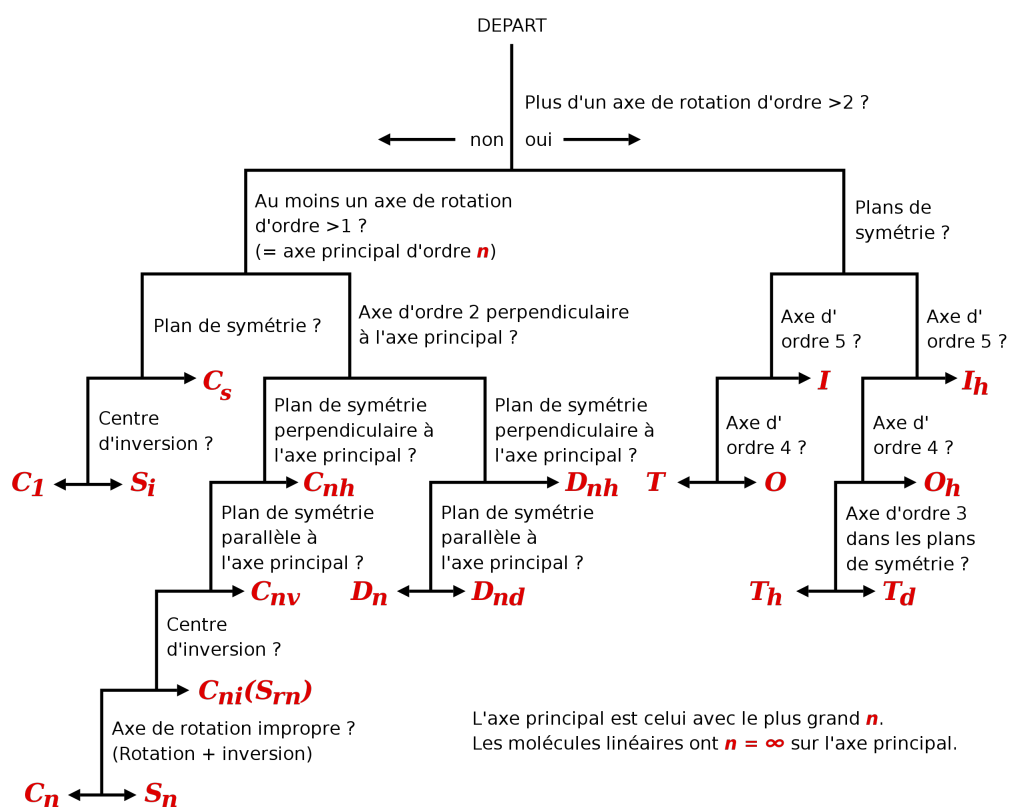 DEPART
Plus d'un axe de rotation d'ordre >2 ?
non oui
Au moins un axe de rotation
d'ordre >1 ?
(= axe principal d'ordre n)
Plans de
symétrie ?
Plan de symétrie ?
Axe d'ordre 2 perpendiculaire
à l'axe principal ?
Axe d'
ordre 5 ?
Axe d'
ordre 5 ?
Cs
I
Ih
Centre
d'inversion ?
Plan de symétrie
perpendiculaire à
l'axe principal ?
Plan de symétrie
perpendiculaire à
l'axe principal ?
Axe d'
ordre 4 ?
Axe d'
ordre 4 ?
C1
Si
Cnh
Dnh
T
O
Oh
Plan de symétrie
parallèle à
l'axe principal ?
Plan de symétrie
parallèle à
l'axe principal ?
Axe d'ordre 3
dans les plans
de symétrie ?
Cnv
Dn
Dnd
Th
Td
Centre
d'inversion ?
Cni(Srn)
Axe de rotation impropre ?
(Rotation + inversion)
L'axe principal est celui avec le plus grand n.
Les molécules linéaires ont n = ∞ sur l'axe principal.
Cn
Sn